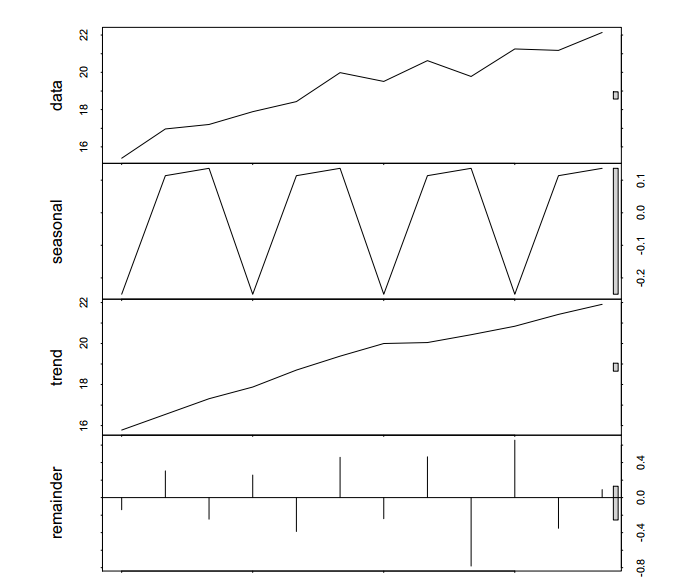 data
16 18 20 22
seasonal
-0.2 -0.1 0.0 0.1
trend
16 18 20 22
remainder
-0.8 -0.4 0.0 0.4